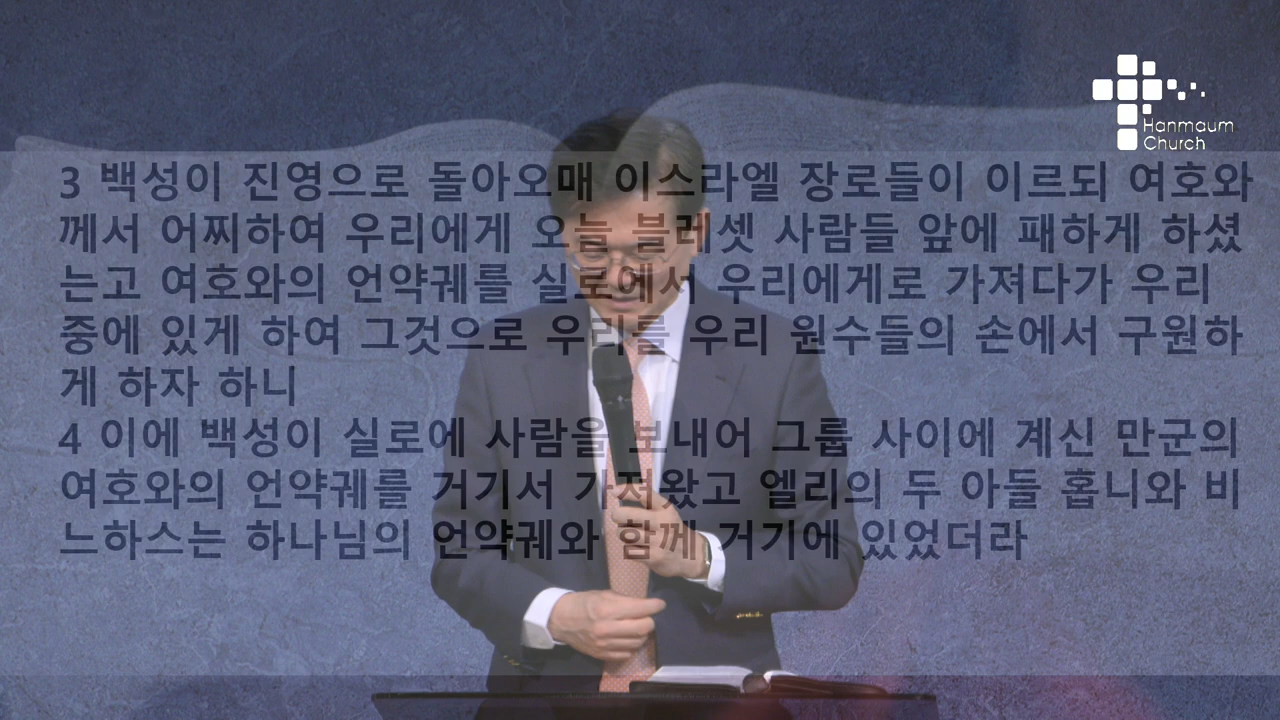 Hanmaum
Church
3 백성이 진영으로 돌아오매 이스라엘 장로들이 이르되 여호와
께서 어찌하여 우리에게 오늘 블레셋 사람들 앞에 패하게 하셨
는고 여호와의 언약궤를 실로에서 우리에게로 가져다가 우리
중에 있게 하여 그것으로 우리를 우리 원수들의 손에서 구원하
게 하자 하니
4 이에 백성이 실로에 사람을 보내어 그룹 사이에 계신 만군의
여호와의 언약궤를 거기서 가져왔고 엘리의 두 아들 홉니와 비
느하스는 하나님의 언약궤와 함께 거기에 있었더라